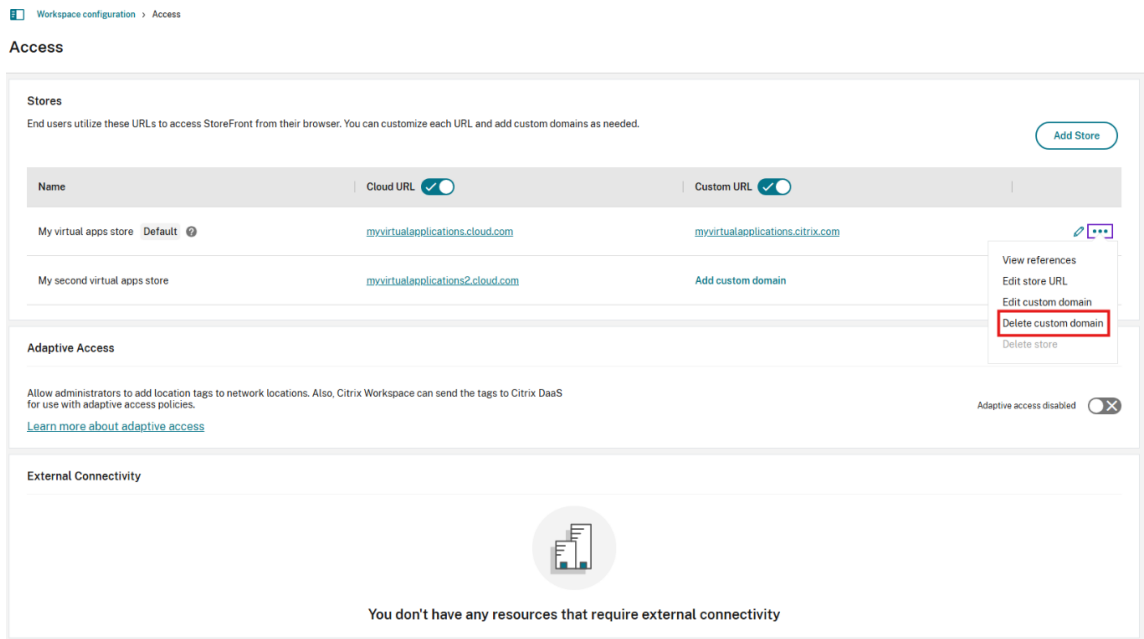 Workspace configuration › Access
Access
Stores
End users utilize these URLs to access StoreFront from their browser. You can customize each URL and add custom domains as needed.
Add Store
Name Cloud URL Custom URL
My virtual apps store Default ? myvirtualapplications.cloud.com myvirtualapplications.citrix.com
View references
Edit store URL
My second virtual apps store myvirtualapplications2.cloud.com Add custom domain
Edit custom domain
Delete custom domain
Delete store
Adaptive Access
Allow administrators to add location tags to network locations. Also, Citrix Workspace can send the tags to Citrix DaaS
for use with adaptive access policies.
Adaptive access disabled
Learn more about adaptive access
External Connectivity
You don't have any resources that require external connectivity